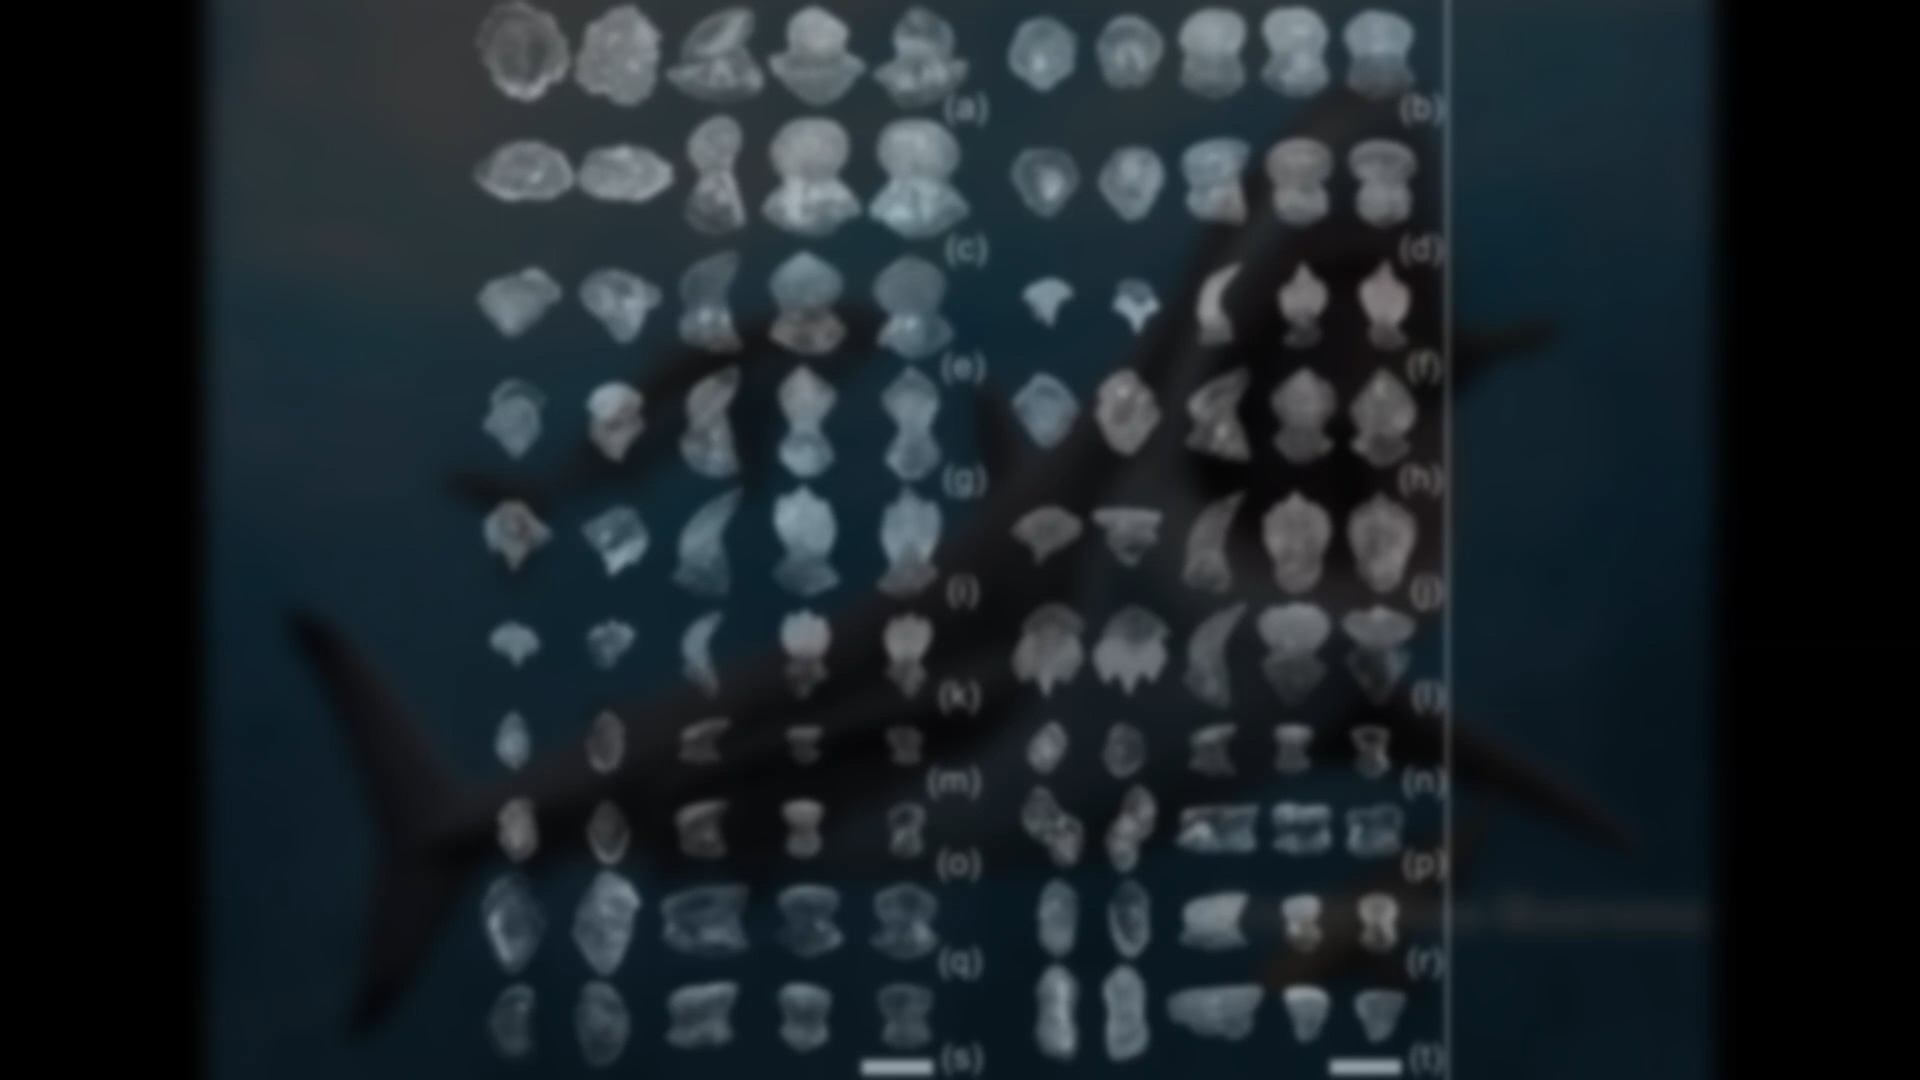 (a) (b)
(c) (d)
(e) (f)
(g) (h)
(i) (j)
(k) (l)
(m) (n)
(o) (p)
(q) (r)
(s) (t)